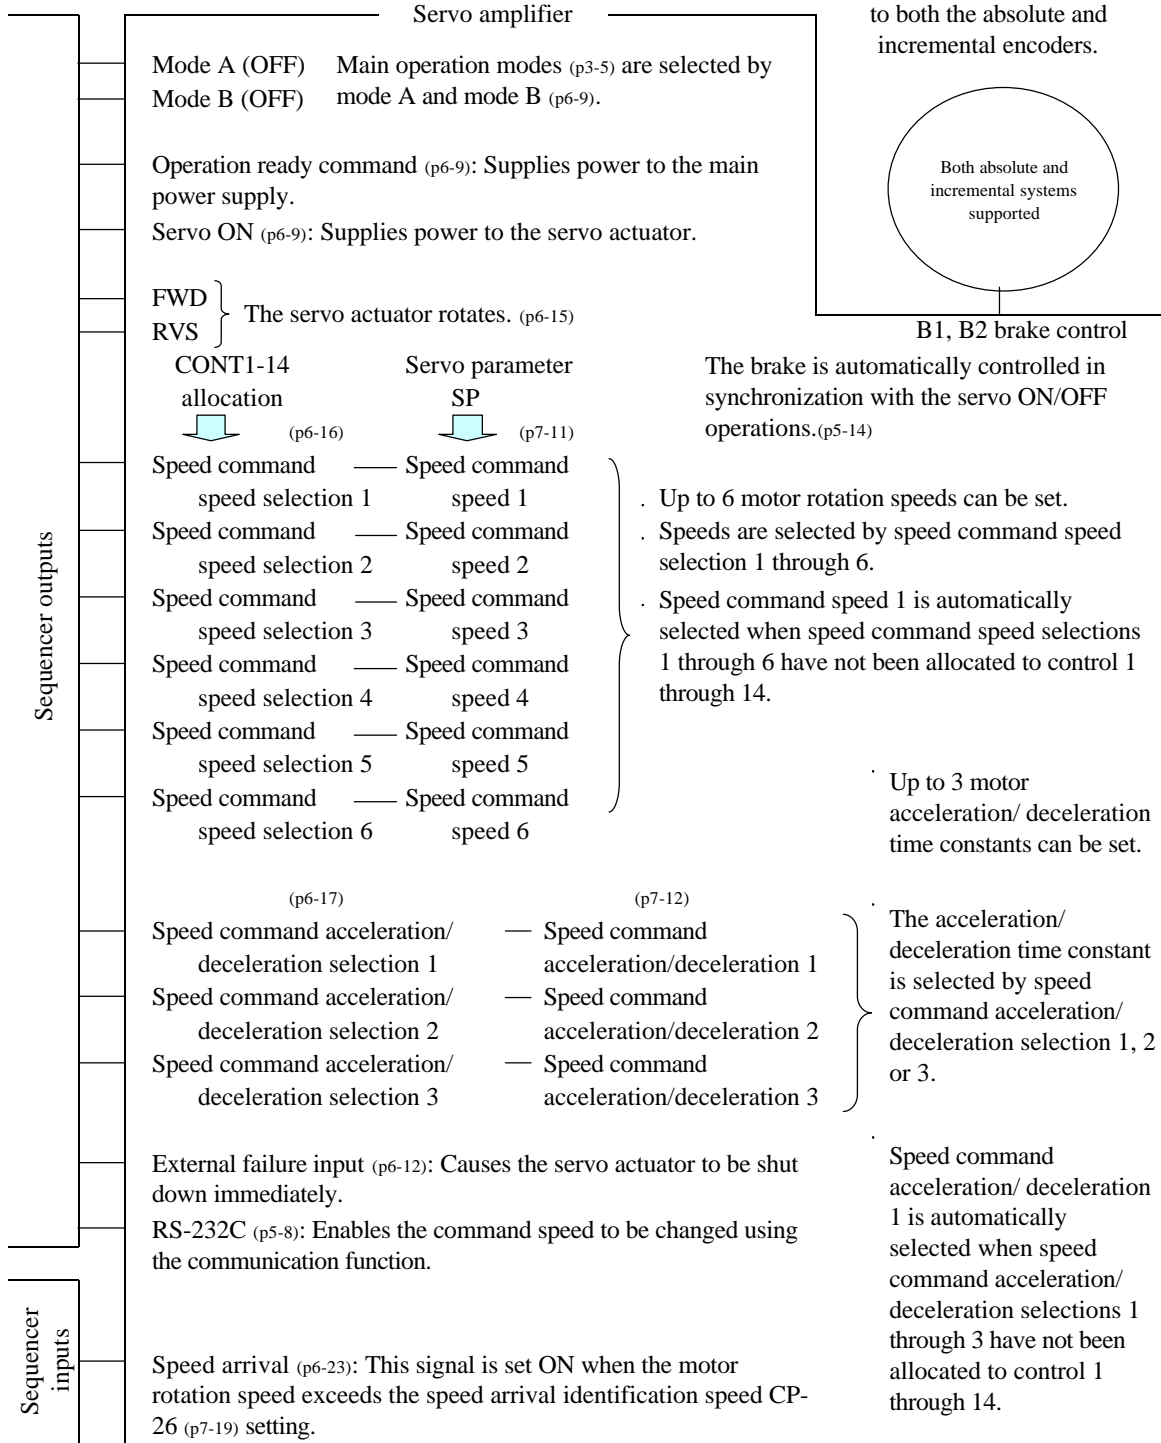 Servo amplifier
to both the absolute and
incremental encoders.
Mode A (OFF)
Mode B (OFF)
Main operation modes (p3-5) are selected by
mode A and mode B (p6-9).
Both absolute and
incremental systems
supported
Operation ready command (p6-9): Supplies power to the main
power supply.
Servo ON (p6-9): Supplies power to the servo actuator.
FWD
RVS
The servo actuator rotates. (p6-15)
B1, B2 brake control
The brake is automatically controlled in
synchronization with the servo ON/OFF
operations.(p5-14)
CONT1-14
allocation
(p6-16)
Servo parameter
SP
(p7-11)
Speed command
speed selection 1
Speed command
speed 1
Speed command
speed selection 2
Speed command
speed 2
Speed command
speed selection 3
Speed command
speed 3
Speed command
speed selection 4
Speed command
speed 4
Speed command
speed selection 5
Speed command
speed 5
Speed command
speed selection 6
Speed command
speed 6
. Up to 6 motor rotation speeds can be set.
. Speeds are selected by speed command speed
selection 1 through 6.
. Speed command speed 1 is automatically
selected when speed command speed selections
1 through 6 have not been allocated to control 1
through 14.
Sequencer outputs
. Up to 3 motor
acceleration/ deceleration
time constants can be set.
(p6-17)
(p7-12)
Speed command acceleration/
deceleration selection 1
Speed command
acceleration/deceleration 1
Speed command acceleration/
deceleration selection 2
Speed command
acceleration/deceleration 2
Speed command acceleration/
deceleration selection 3
Speed command
acceleration/deceleration 3
. The acceleration/
deceleration time constant
is selected by speed
command acceleration/
deceleration selection 1, 2
or 3.
External failure input (p6-12): Causes the servo actuator to be shut
down immediately.
RS-232C (p5-8): Enables the command speed to be changed using
the communication function.
. Speed command
acceleration/ deceleration
1 is automatically
selected when speed
command acceleration/
deceleration selections 1
through 3 have not been
allocated to control 1
through 14.
Sequencer
inputs
Speed arrival (p6-23): This signal is set ON when the motor
rotation speed exceeds the speed arrival identification speed CP-
26 (p7-19) setting.